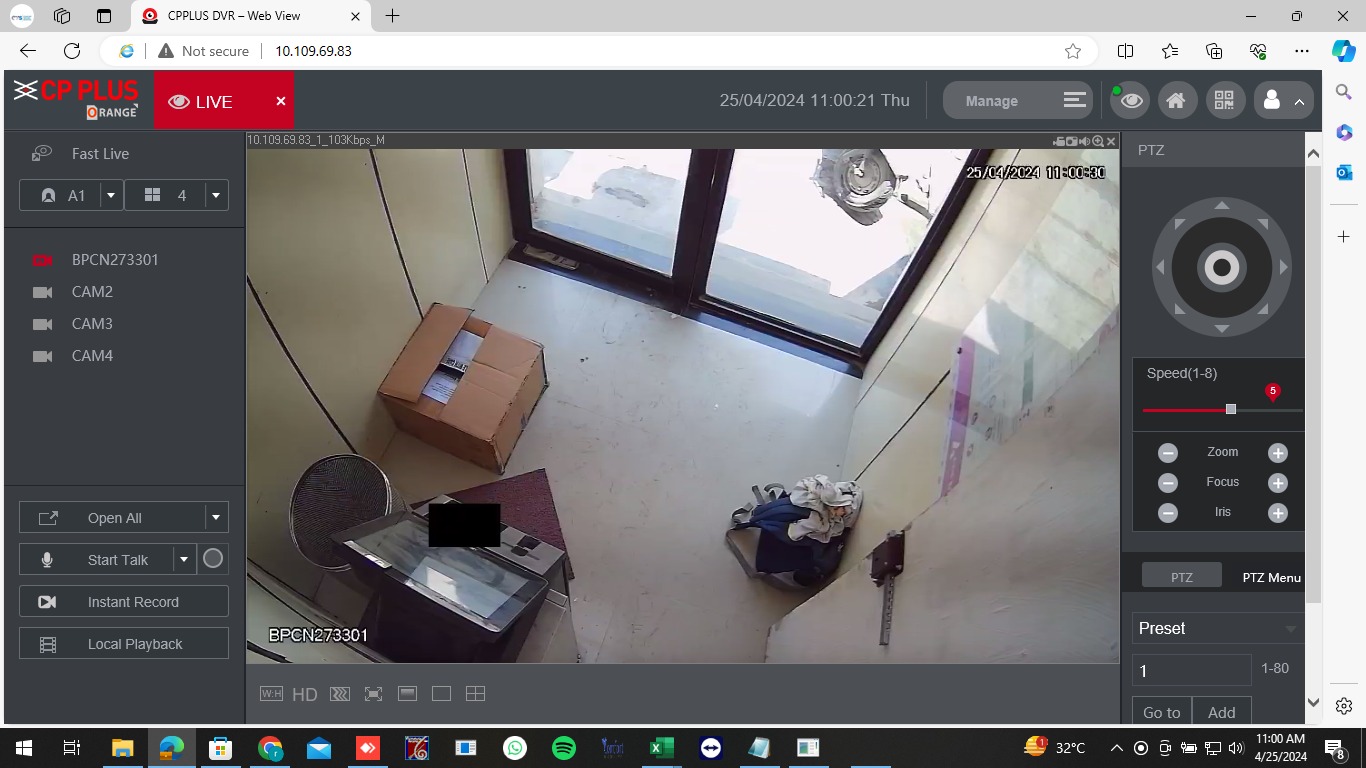 CPPLUS DVR – Web View
Not secure
10.109.69.83
CP PLUS
ORANGE
LIVE
25/04/2024 11:00:21 Thu
Manage
Fast Live
A1
4
BPCN273301
CAM2
CAM3
CAM4
Open All
Start Talk
Instant Record
Local Playback
10.109.69.83_1_103Kbps_M
25/04/2024 11:00:30
BPCN273301
W:H
HD
PTZ
Speed(1-8)
5
Zoom
Focus
Iris
PTZ
PTZ Menu
Preset
1
1-80
Go to
Add
1
32°C
11:00 AM
4/25/2024
8